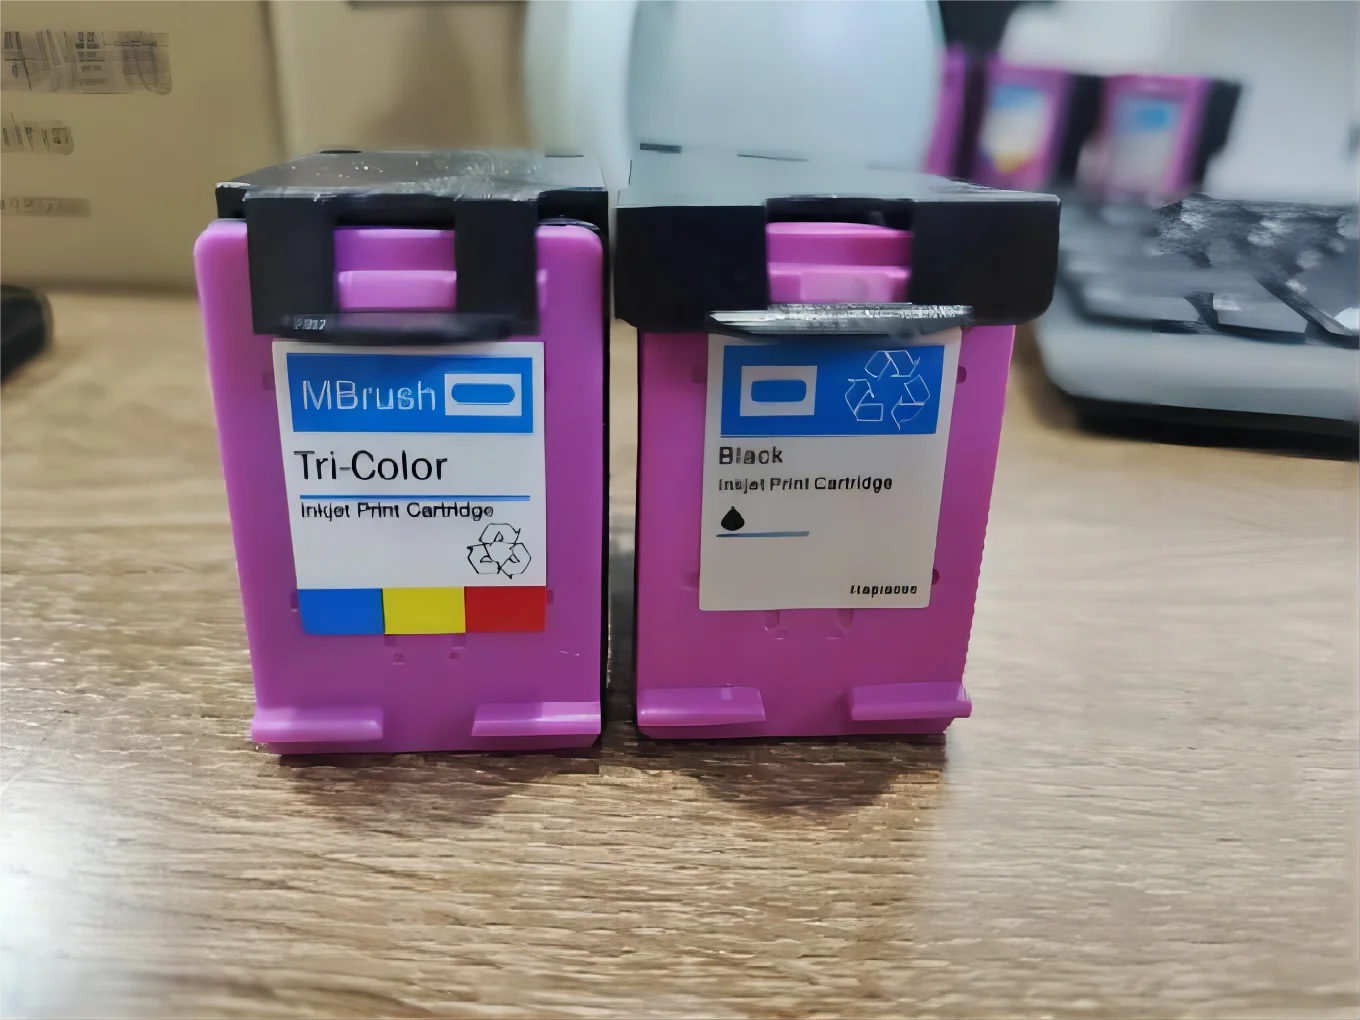 MBrush
Tri-Color
Inkjet Print Cartridge
Black
Inkjet Print Cartridge